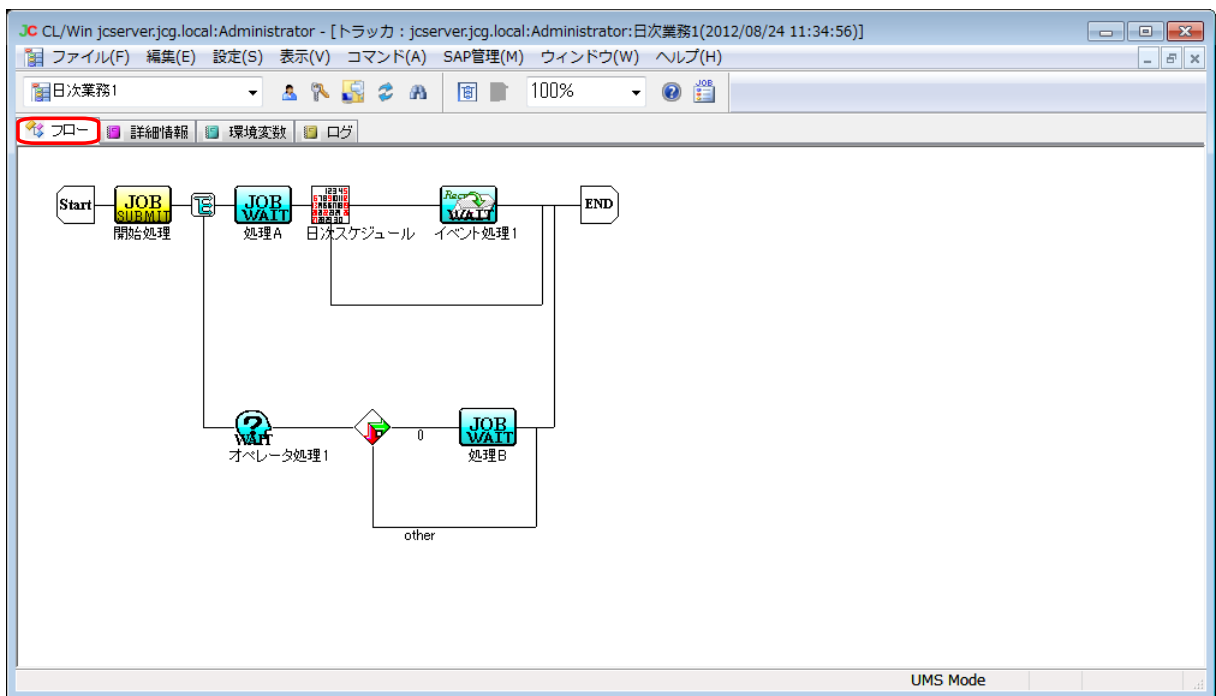 JC CL/Win jcserver.jcg.local:Administrator - [トラッカ : jcserver.jcg.local:Administrator:日次業務1(2012/08/24 11:34:56)]
ファイル(F) 編集(E) 設定(S) 表示(V) コマンド(A) SAP管理(M) ウィンドウ(W) ヘルプ(H)
日次業務1 100% JOB
フロー 詳細情報 環境変数 ログ
Start JOB SUBMIT JOB WAIT Recv WAIT END
開始処理 処理A 日次スケジュール イベント処理1
? WAIT 0 JOB WAIT
オペレータ処理1 処理B
other
UMS Mode